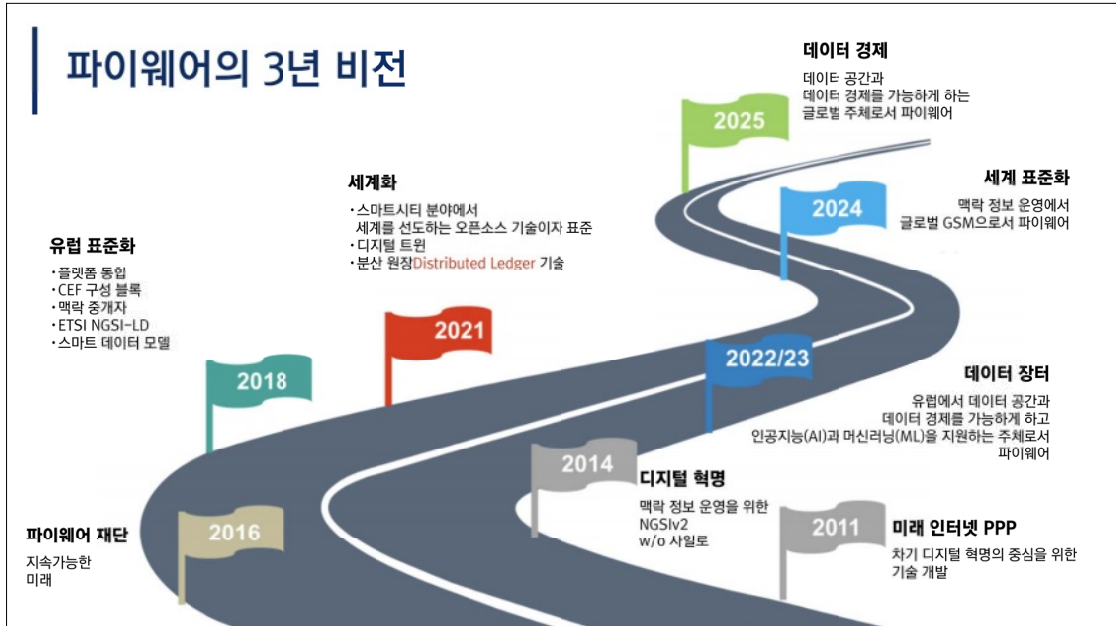 파이웨어의 3년 비전
데이터 경제
데이터 공간과
데이터 경제를 가능하게 하는
글로벌 주체로서 파이웨어
2025
세계 표준화
맥락 정보 운영에서
글로벌 GSM으로서 파이웨어
2024
세계화
·스마트시티 분야에서
세계를 선도하는 오픈소스 기술이자 표준
·디지털 트윈
·분산 원장Distributed Ledger 기술
2021
유럽 표준화
·플랫폼 통입
·CEF 구성 블록
·맥락 중개자
·ETSI NGSI-LD
·스마트 데이터 모델
2018
2022/23
데이터 장터
유럽에서 데이터 공간과
데이터 경제를 가능하게 하고
인공지능(AI)과 머신러닝(ML)을 지원하는 주체로서
파이웨어
2014
디지털 혁명
맥락 정보 운영을 위한
NGSIv2
w/o 사일로
파이웨어 재단
지속가능한
미래
2016
2011
미래 인터넷 PPP
차기 디지털 혁명의 중심을 위한
기술 개발